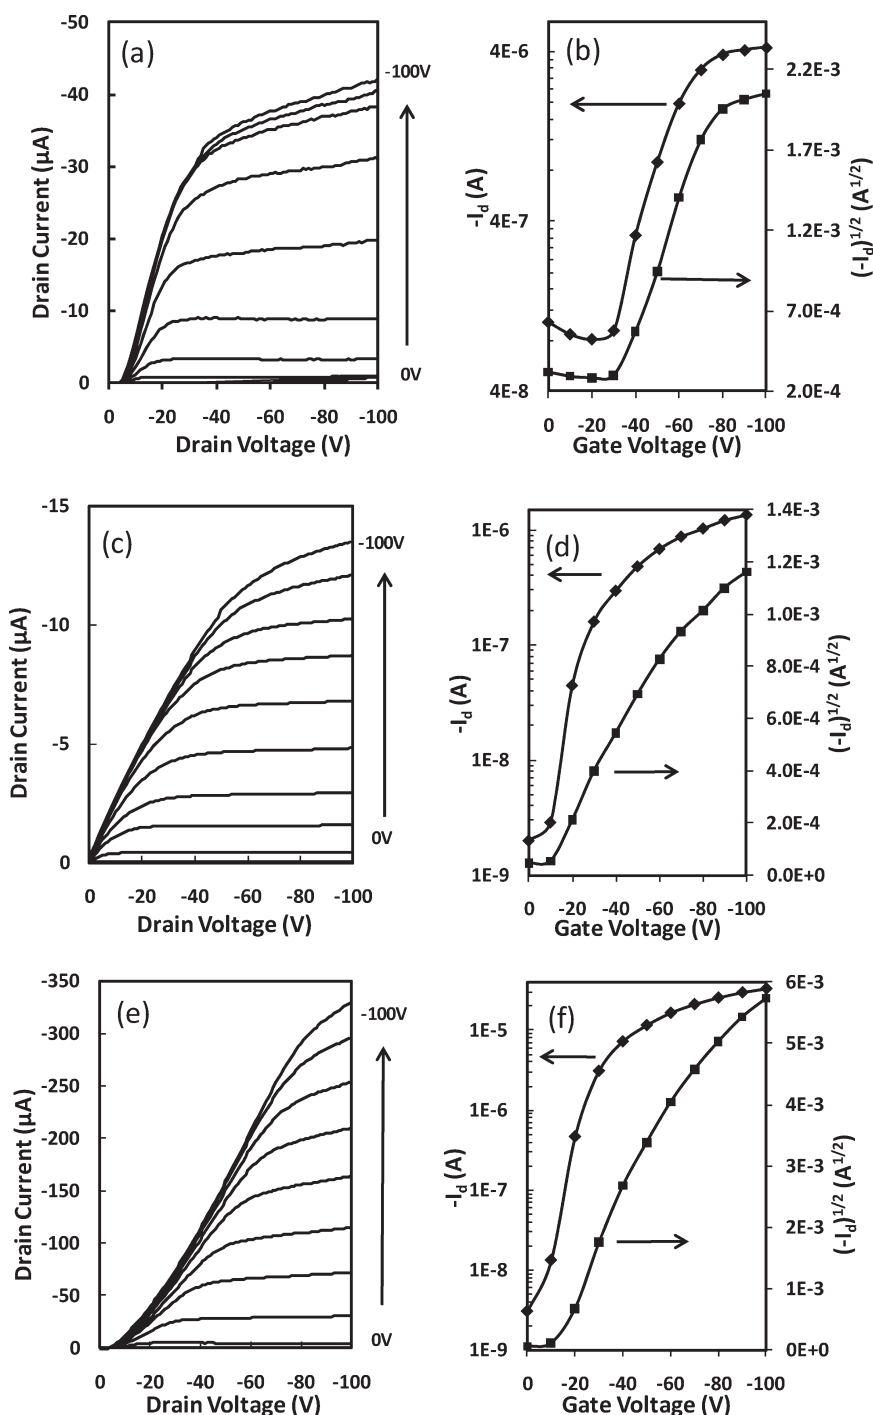 (a)
-50
-40
-30
-20
-10
0
Drain Current (µA)
-100V
0V
0 -20 -40 -60 -80 -100
Drain Voltage (V)
(b)
4E-6
4E-7
4E-8
-Id (A)
2.2E-3
1.7E-3
1.2E-3
7.0E-4
2.0E-4
(-Id)1/2 (A1/2)
0 -20 -40 -60 -80 -100
Gate Voltage (V)
(c)
-15
-10
-5
0
Drain Current (µA)
-100V
0V
0 -20 -40 -60 -80 -100
Drain Voltage (V)
(d)
1E-6
1E-7
1E-8
1E-9
-Id (A)
1.4E-3
1.2E-3
1.0E-3
8.0E-4
6.0E-4
4.0E-4
2.0E-4
0.0E+0
(-Id)1/2 (A1/2)
0 -20 -40 -60 -80 -100
Gate Voltage (V)
(e)
-350
-300
-250
-200
-150
-100
-50
0
Drain Current (µA)
-100V
0V
0 -20 -40 -60 -80 -100
Drain Voltage (V)
(f)
1E-5
1E-6
1E-7
1E-8
1E-9
-Id (A)
6E-3
5E-3
4E-3
3E-3
2E-3
1E-3
0E+0
(-Id)1/2 (A1/2)
0 -20 -40 -60 -80 -100
Gate Voltage (V)